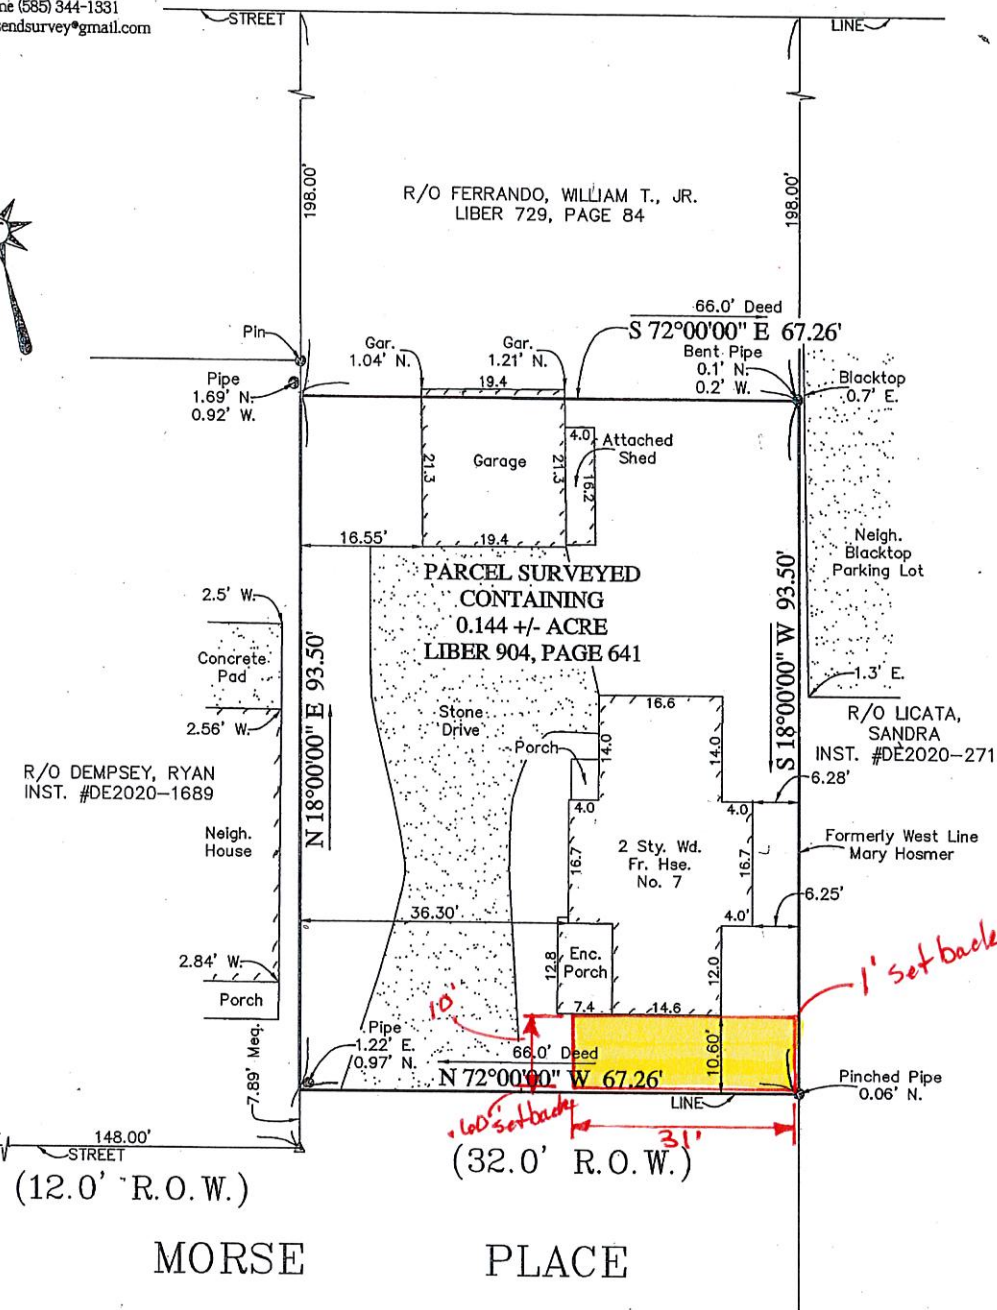 (585) 344-1331
sendsurvey@gmail.com
STREET
LINE
198.00'
198.00'
R/O FERRANDO, WILLIAM T., JR.
LIBER 729, PAGE 84
66.0' Deed
S 72°00'00" E 67.26'
Pin
Gar.
1.04' N.
Gar.
1.21' N.
Bent Pipe
0.1' N.
0.2' W.
Pipe
1.69' N.
0.92' W.
Blacktop
0.7' E.
19.4
4.0
Attached
Shed
Garage
21.3
21.3
16.2
16.55'
19.4
Neigh.
Blacktop
Parking Lot
PARCEL SURVEYED
CONTAINING
0.144 +/- ACRE
LIBER 904, PAGE 641
S 18°00'00" W 93.50'
2.5' W.
Concrete
Pad
N 18°00'00" E 93.50'
1.3' E.
2.56' W.
16.6
Stone
Drive
Porch
14.0
14.0
R/O LICATA,
SANDRA
INST. #DE2020-271
R/O DEMPSEY, RYAN
INST. #DE2020-1689
6.28'
4.0
4.0
Neigh.
House
16.7
2 Sty. Wd.
Fr. Hse.
No. 7
16.7
Formerly West Line
Mary Hosmer
6.25'
36.30'
4.0'
2.84' W.
12.8
Enc.
Porch
12.0
1' setback
Porch
7.4
14.6
10'
7.89' Meq.
Pipe
1.22' E.
0.97' N.
66.0' Deed
10.60'
N 72°00'00" W 67.26'
Pinched Pipe
0.06' N.
LINE
.60' setback
31'
148.00'
STREET
(12.0' R.O.W.)
(32.0' R.O.W.)
MORSE PLACE